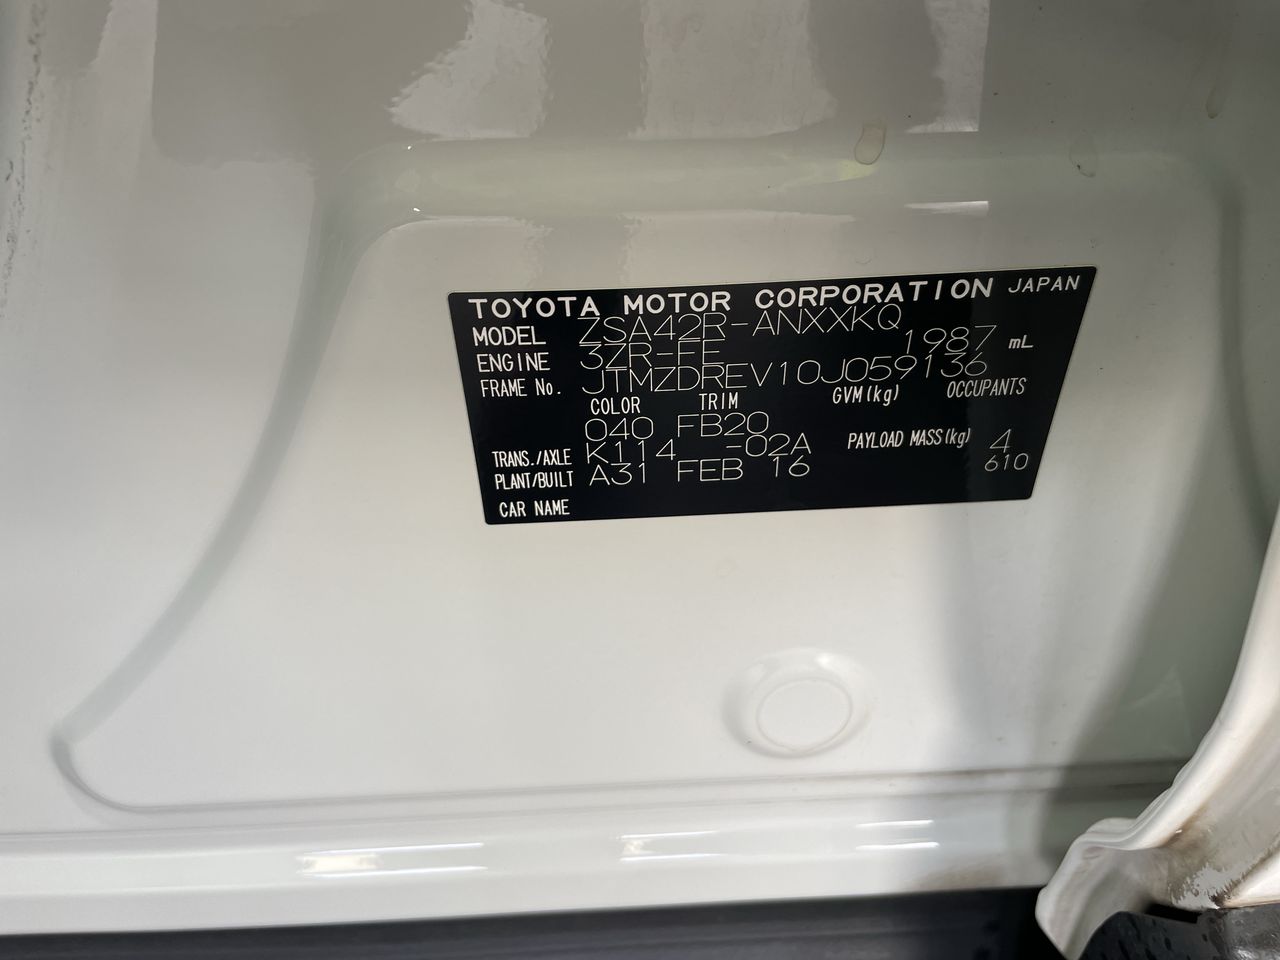 TOYOTA MOTOR CORPORATION JAPAN
MODEL ZSA42R-ANXXKQ
ENGINE 3ZR-FE 1987 mL
FRAME No. JTMZDREV10J059136
COLOR TRIM GVM(kg) OCCUPANTS
040 FB20
TRANS./AXLE K114 -02A PAYLOAD MASS(kg) 4
PLANT/BUILT A31 FEB 16 610
CAR NAME